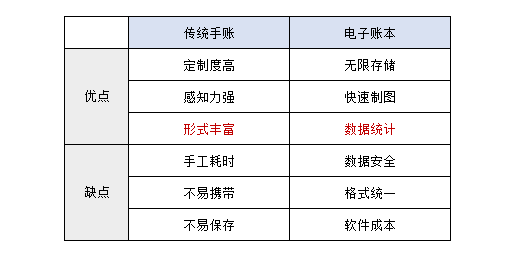 传统手账 电子账本
优点
定制度高 无限存储
感知力强 快速制图
形式丰富 数据统计
缺点
手工耗时 数据安全
不易携带 格式统一
不易保存 软件成本